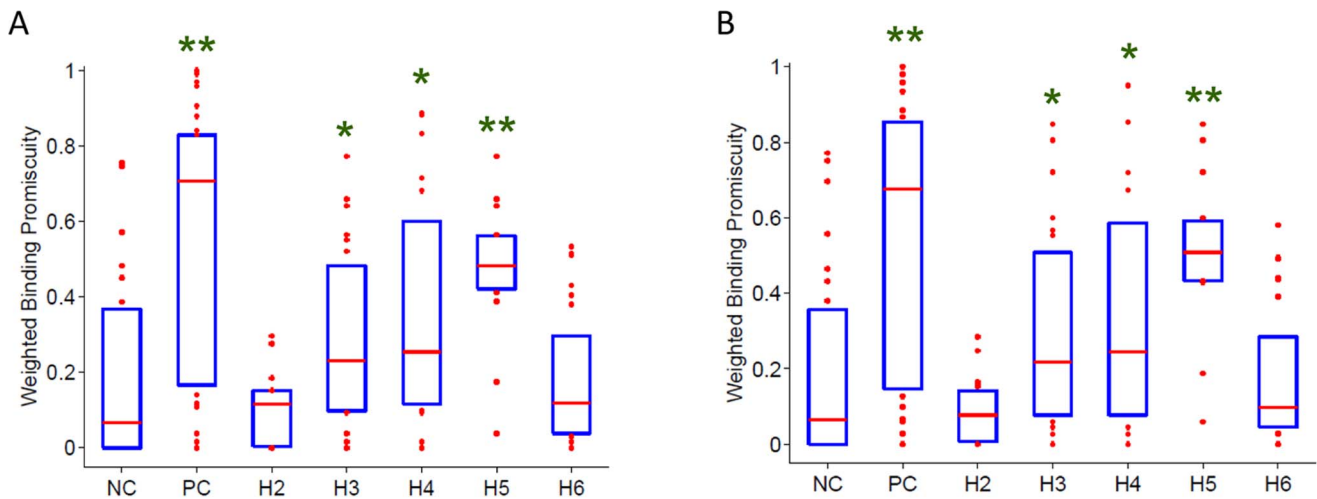 A
Weighted Binding Promiscuity
1
0.8
0.6
0.4
0.2
0
** * * **
NC PC H2 H3 H4 H5 H6
B
Weighted Binding Promiscuity
1
0.8
0.6
0.4
0.2
0
** * * **
NC PC H2 H3 H4 H5 H6